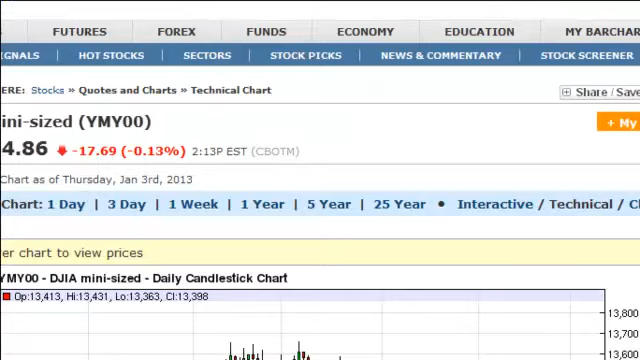 FUTURES FOREX FUNDS ECONOMY EDUCATION MY BARCHAR
IGNALS HOT STOCKS SECTORS STOCK PICKS NEWS & COMMENTARY STOCK SCREENER
ERE: Stocks » Quotes and Charts » Technical Chart
Share / Save
ini-sized (YMY00)
+ My
4.86 -17.69 (-0.13%) 2:13P EST (CBOTM)
Chart as of Thursday, Jan 3rd, 2013
Chart: 1 Day | 3 Day | 1 Week | 1 Year | 5 Year | 25 Year • Interactive / Technical / C
er chart to view prices
YMY00 - DJIA mini-sized - Daily Candlestick Chart
Op:13,413, Hi:13,431, Lo:13,363, Cl:13,398
13,800
13,700
13,600